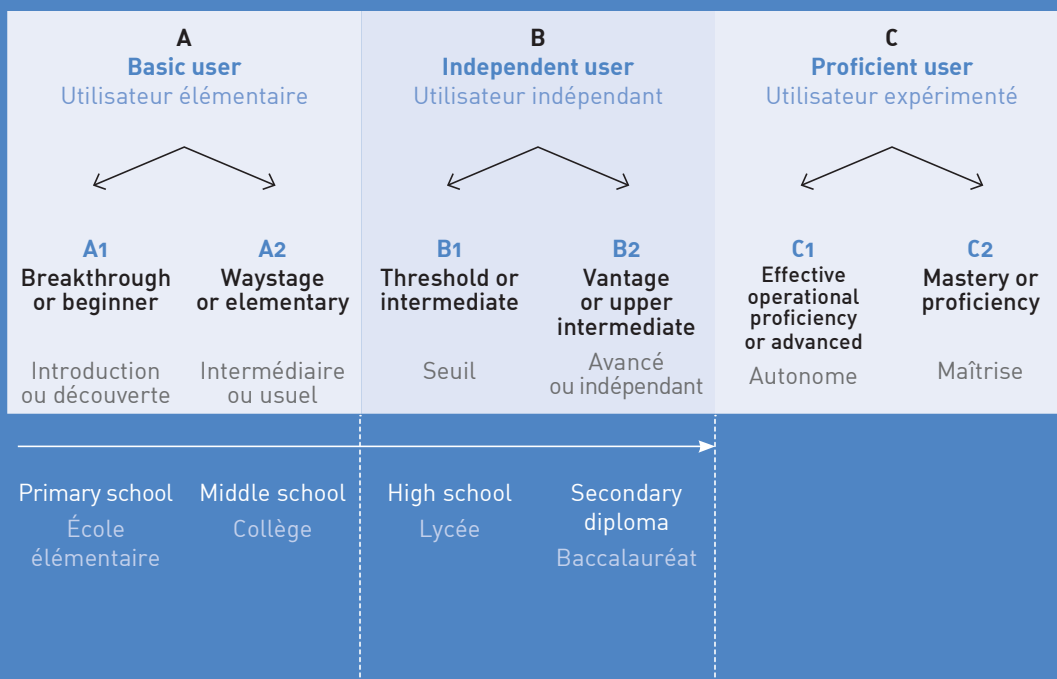 A
Basic user
Utilisateur élémentaire
B
Independent user
Utilisateur indépendant
C
Proficient user
Utilisateur expérimenté
A1
Breakthrough
or beginner
Introduction
ou découverte
A2
Waystage
or elementary
Intermédiaire
ou usuel
B1
Threshold or
intermediate
Seuil
B2
Vantage
or upper
intermediate
Avancé
ou indépendant
C1
Effective
operational
proficiency
or advanced
Autonome
C2
Mastery or
proficiency
Maîtrise
Primary school
École
élémentaire
Middle school
Collège
High school
Lycée
Secondary
diploma
Baccalauréat